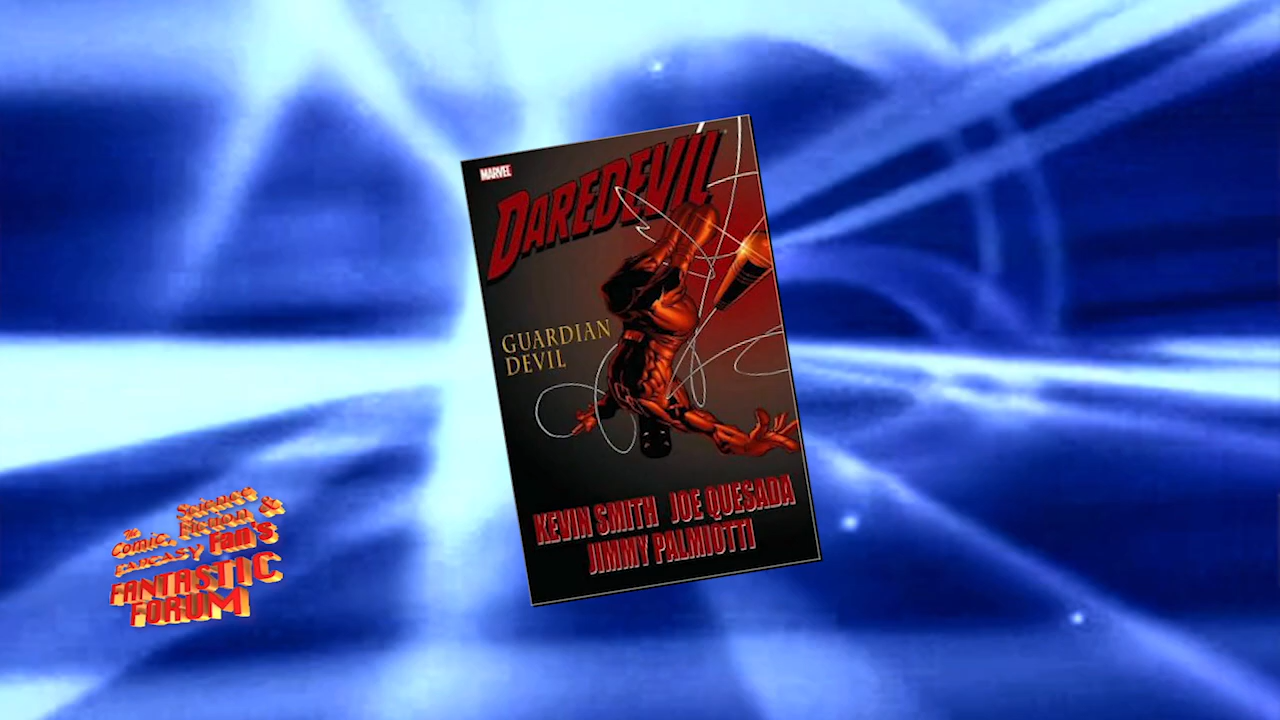 MARVEL
DAREDEVIL
GUARDIAN
DEVIL
KEVIN SMITH JOE QUESADA
JIMMY PALMIOTTI
Science
The Comic, Fiction &
FANTASY Fan's
FANTASTIC
FORUM